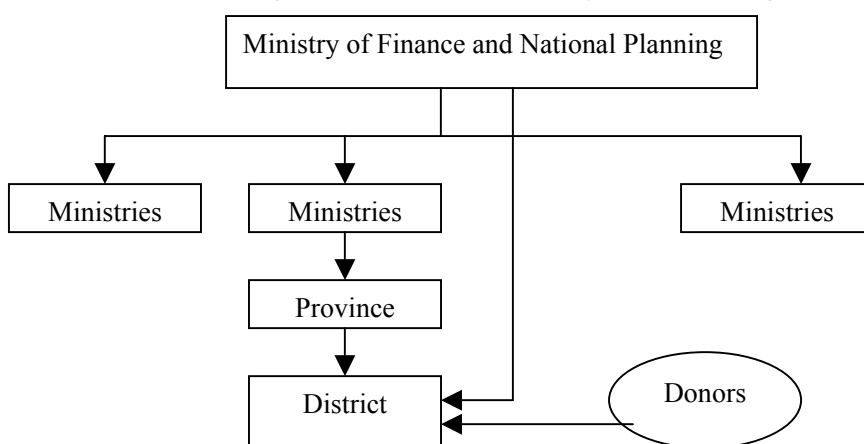 Ministry of Finance and National Planning
Ministries
Ministries
Ministries
Province
District
Donors